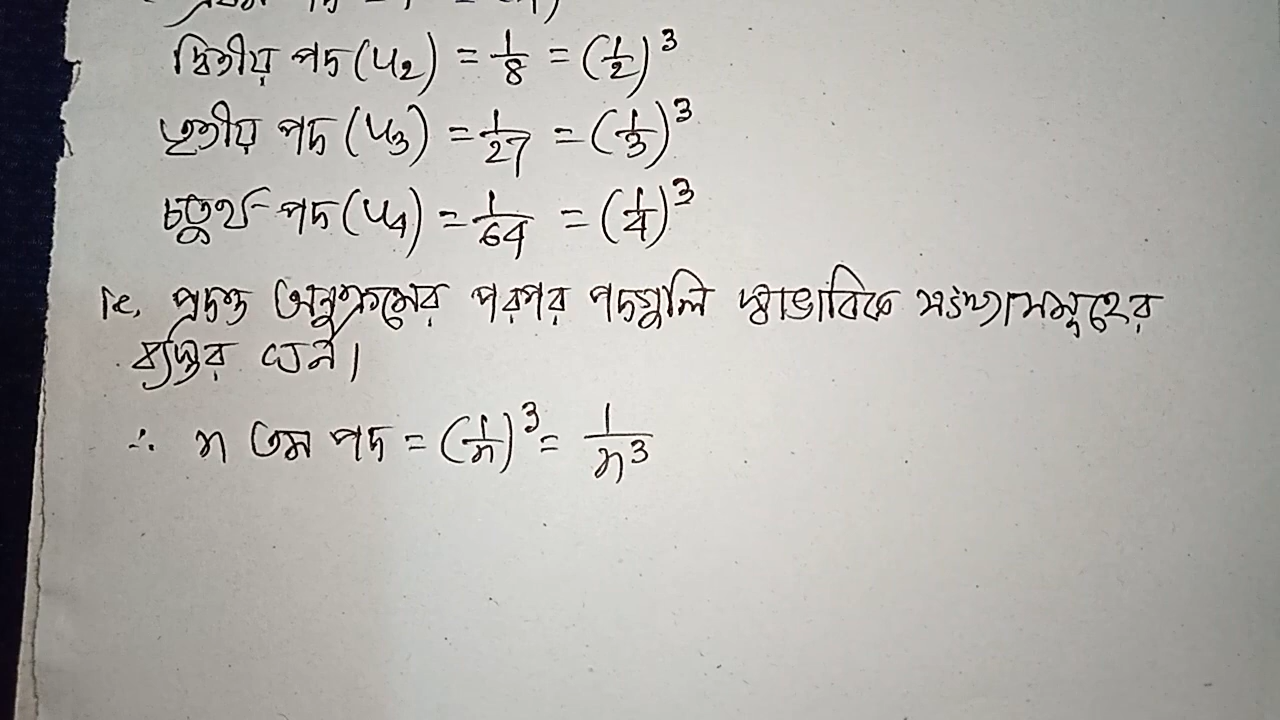 দ্বিতীয় পদ (u₂) = 1/8 = (1/2)³
তৃতীয় পদ (u₃) = 1/27 = (1/3)³
চতুর্থ পদ (u₄) = 1/64 = (1/4)³
ie, প্রদত্ত অনুক্রমের পরপর পদগুলি স্বাভাবিক সংখ্যাসমূহের
ঘন।
∴ n তম পদ = (1/n)³ = 1/n³